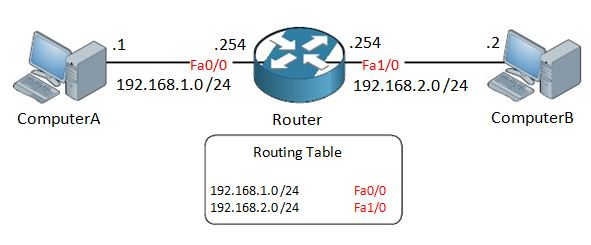 .1
.254
.254
.2
Fa0/0
Fa1/0
192.168.1.0 /24
192.168.2.0 /24
ComputerA
Router
ComputerB
Routing Table
192.168.1.0 /24 Fa0/0
192.168.2.0 /24 Fa1/0